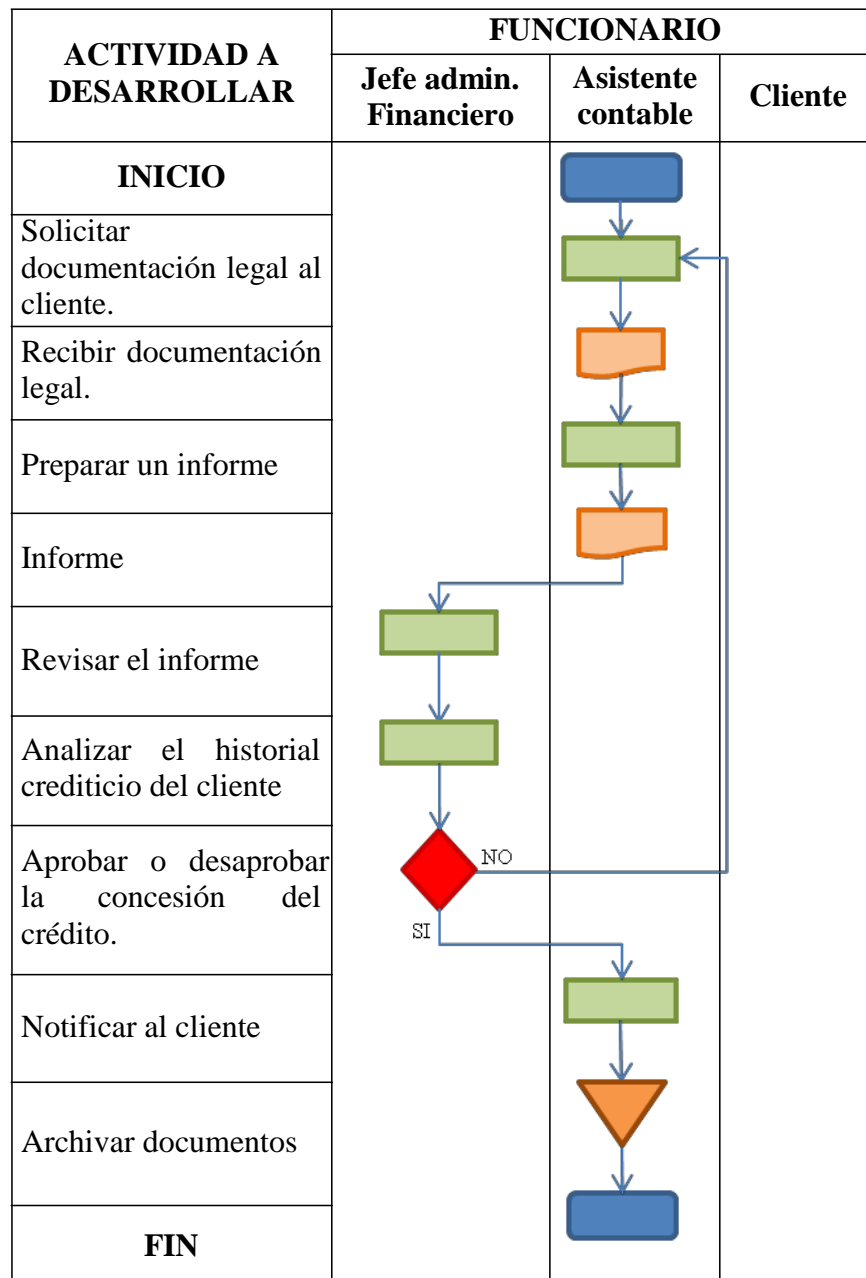 ACTIVIDAD A
DESARROLLAR
FUNCIONARIO
Jefe admin.
Financiero
Asistente
contable
Cliente
INICIO
Solicitar
documentación legal al
cliente.
Recibir documentación
legal.
Preparar un informe
Informe
Revisar el informe
Analizar el historial
crediticio del cliente
Aprobar o desaprobar
la concesión del
crédito.
NO
SI
Notificar al cliente
Archivar documentos
FIN